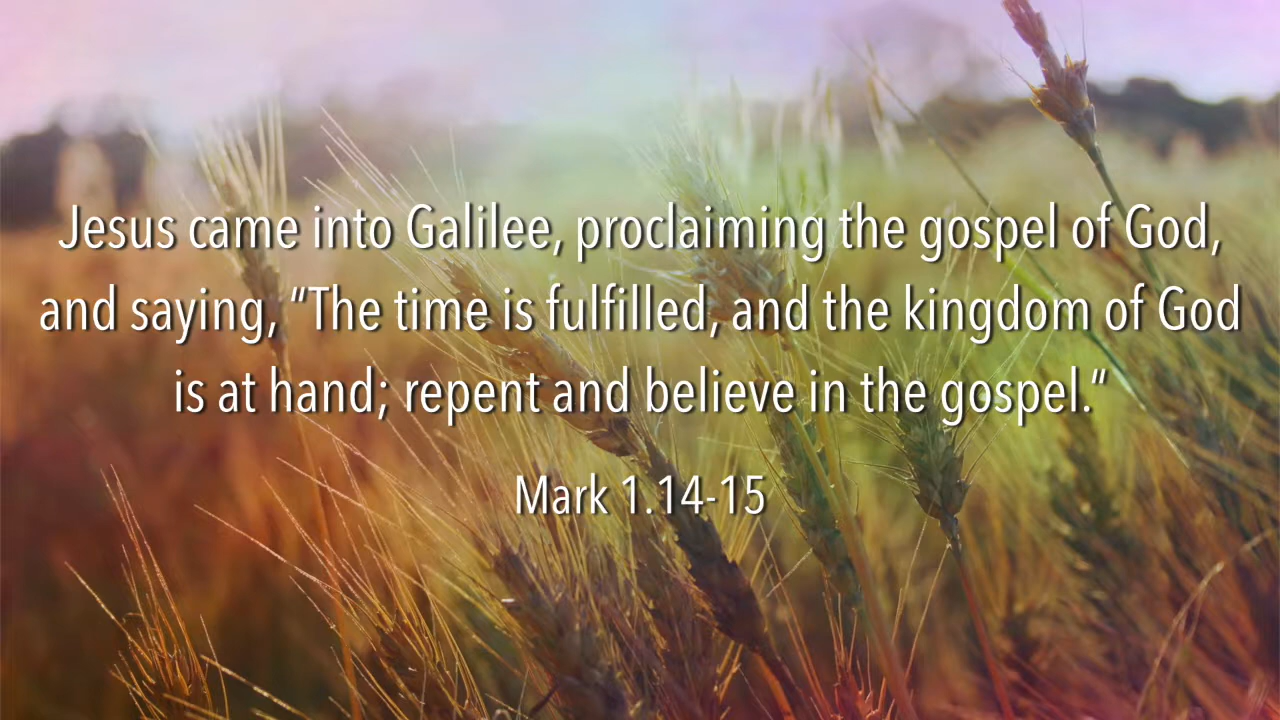 Jesus came into Galilee, proclaiming the gospel of God,
and saying, “The time is fulfilled, and the kingdom of God
is at hand; repent and believe in the gospel.”
Mark 1.14-15